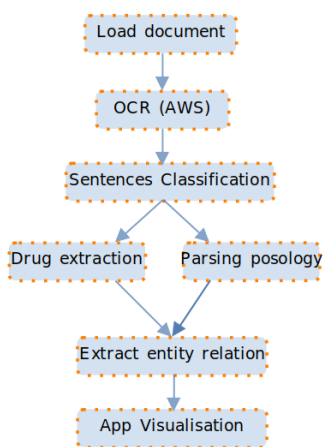 Load document
OCR (AWS)
Sentences Classification
Drug extraction
Parsing posology
Extract entity relation
App Visualisation